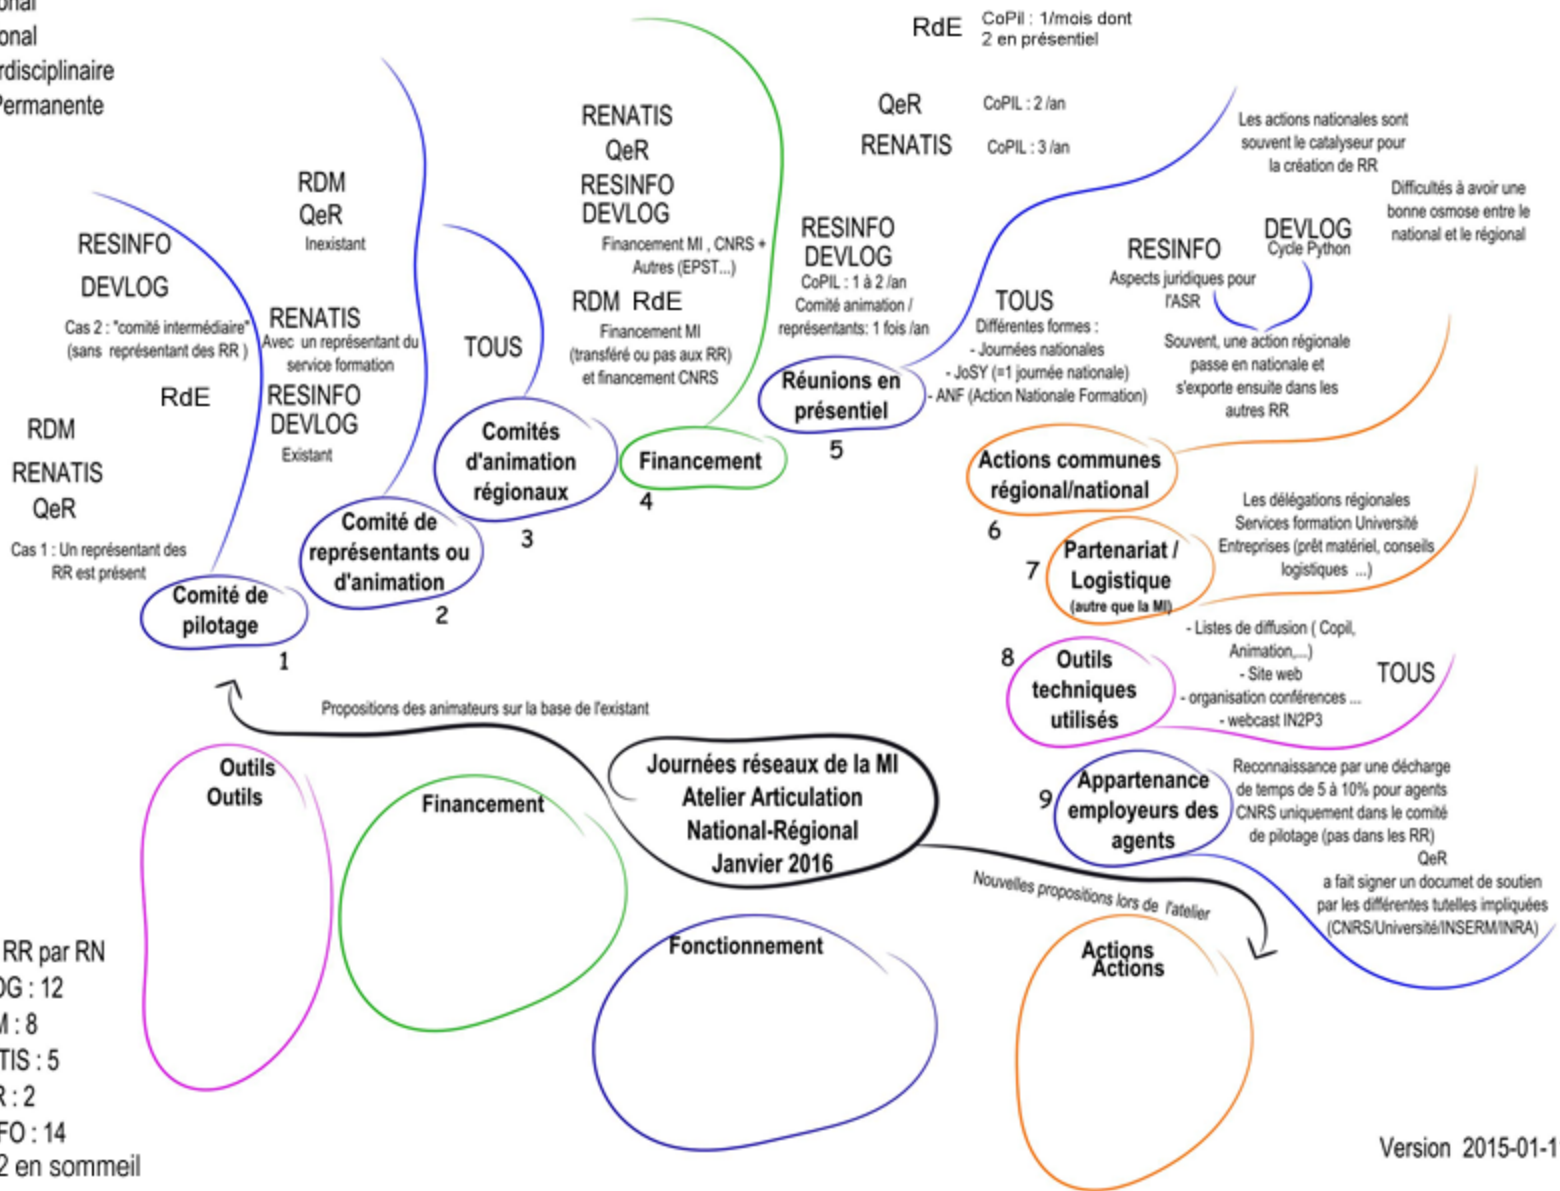 onal
onal
rdisciplinaire
Permanente
RESINFO
DEVLOG
Cas 2 : "comité intermédiaire"
(sans représentant des RR )
RdE
RDM
RENATIS
QeR
Cas 1 : Un représentant des
RR est présent
Comité de
pilotage
1
RDM
QeR
Inexistant
RENATIS
Avec un représentant du
service formation
RESINFO
DEVLOG
Existant
Comité de
représentants ou
d'animation
2
TOUS
Comités
d'animation
régionaux
3
RENATIS
QeR
RESINFO
DEVLOG
Financement MI , CNRS +
Autres (EPST...)
RDM RdE
Financement MI
(transféré ou pas aux RR)
et financement CNRS
Financement
4
RdE CoPil : 1/mois dont
2 en présentiel
QeR CoPIL : 2 /an
RENATIS CoPIL : 3 /an
RESINFO
DEVLOG
CoPIL : 1 à 2 /an
Comité animation /
représentants: 1 fois /an
Réunions en
présentiel
5
TOUS
Différentes formes :
- Journées nationales
- JoSY (=1 journée nationale)
- ANF (Action Nationale Formation)
Les actions nationales sont
souvent le catalyseur pour
la création de RR
Difficultés à avoir une
bonne osmose entre le
national et le régional
RESINFO
Aspects juridiques pour
l'ASR
DEVLOG
Cycle Python
Souvent, une action régionale
passe en nationale et
s'exporte ensuite dans les
autres RR
Actions communes
régional/national
6
Les délégations régionales
Services formation Université
Entreprises (prêt matériel, conseils
logistiques ...)
7
Partenariat /
Logistique
(autre que la MI)
- Listes de diffusion ( Copil,
Animation,...)
- Site web
- organisation conférences ...
- webcast IN2P3
TOUS
8
Outils
techniques
utilisés
9
Appartenance
employeurs des
agents
Reconnaissance par une décharge
de temps de 5 à 10% pour agents
CNRS uniquement dans le comité
de pilotage (pas dans les RR)
QeR
a fait signer un documet de soutien
par les différentes tutelles impliquées
(CNRS/Université/INSERM/INRA)
Propositions des animateurs sur la base de l'existant
Journées réseaux de la MI
Atelier Articulation
National-Régional
Janvier 2016
Nouvelles propositions lors de l'atelier
Outils
Outils
Financement
Fonctionnement
Actions
Actions
RR par RN
OG : 12
M : 8
TIS : 5
R : 2
FO : 14
2 en sommeil
Version 2015-01-1